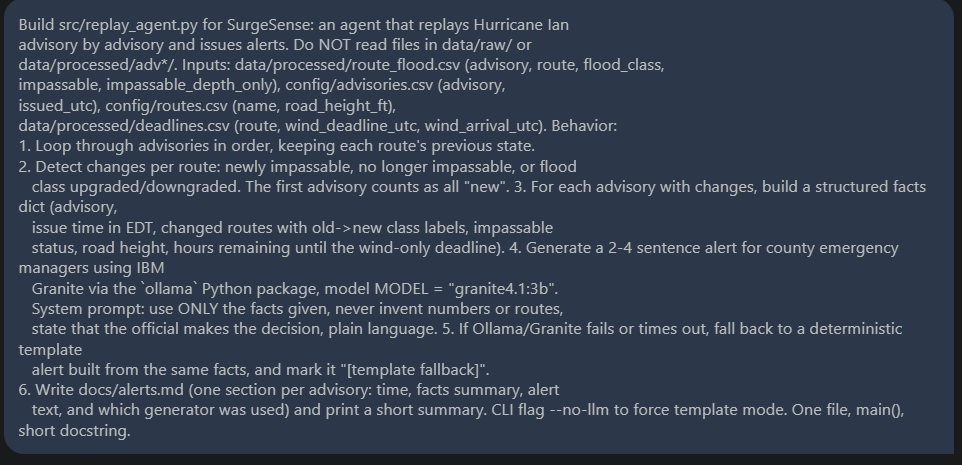 Build src/replay_agent.py for SurgeSense: an agent that replays Hurricane Ian
advisory by advisory and issues alerts. Do NOT read files in data/raw/ or
data/processed/adv*/. Inputs: data/processed/route_flood.csv (advisory, route, flood_class,
impassable, impassable_depth_only), config/advisories.csv (advisory,
issued_utc), config/routes.csv (name, road_height_ft),
data/processed/deadlines.csv (route, wind_deadline_utc, wind_arrival_utc). Behavior:
1. Loop through advisories in order, keeping each route's previous state.
2. Detect changes per route: newly impassable, no longer impassable, or flood
class upgraded/downgraded. The first advisory counts as all "new". 3. For each advisory with changes, build a structured facts
dict (advisory,
issue time in EDT, changed routes with old->new class labels, impassable
status, road height, hours remaining until the wind-only deadline). 4. Generate a 2-4 sentence alert for county emergency
managers using IBM
Granite via the `ollama` Python package, model MODEL = "granite4.1:3b".
System prompt: use ONLY the facts given, never invent numbers or routes,
state that the official makes the decision, plain language. 5. If Ollama/Granite fails or times out, fall back to a deterministic
template
alert built from the same facts, and mark it "[template fallback]".
6. Write docs/alerts.md (one section per advisory: time, facts summary, alert
text, and which generator was used) and print a short summary. CLI flag --no-llm to force template mode. One file, main(),
short docstring.